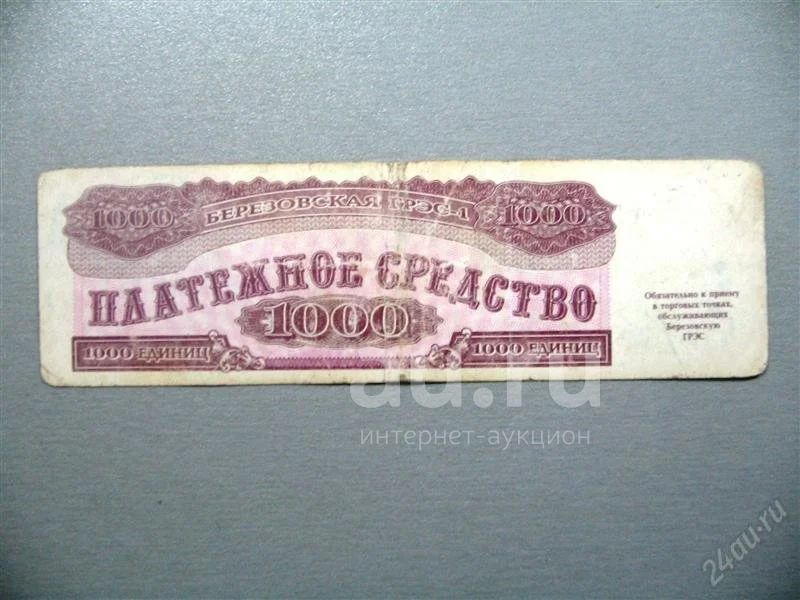 1000 БЕРЕЗОВСКАЯ ГРЭС-1 1000
ПЛАТЕЖНОЕ СРЕДСТВО
1000
1000 ЕДИНИЦ 1000 ЕДИНИЦ
Обязательно к приему
в торговых точках,
обслуживающих
Березовскую
ГРЭС
au.ru
интернет-аукцион
24au.ru